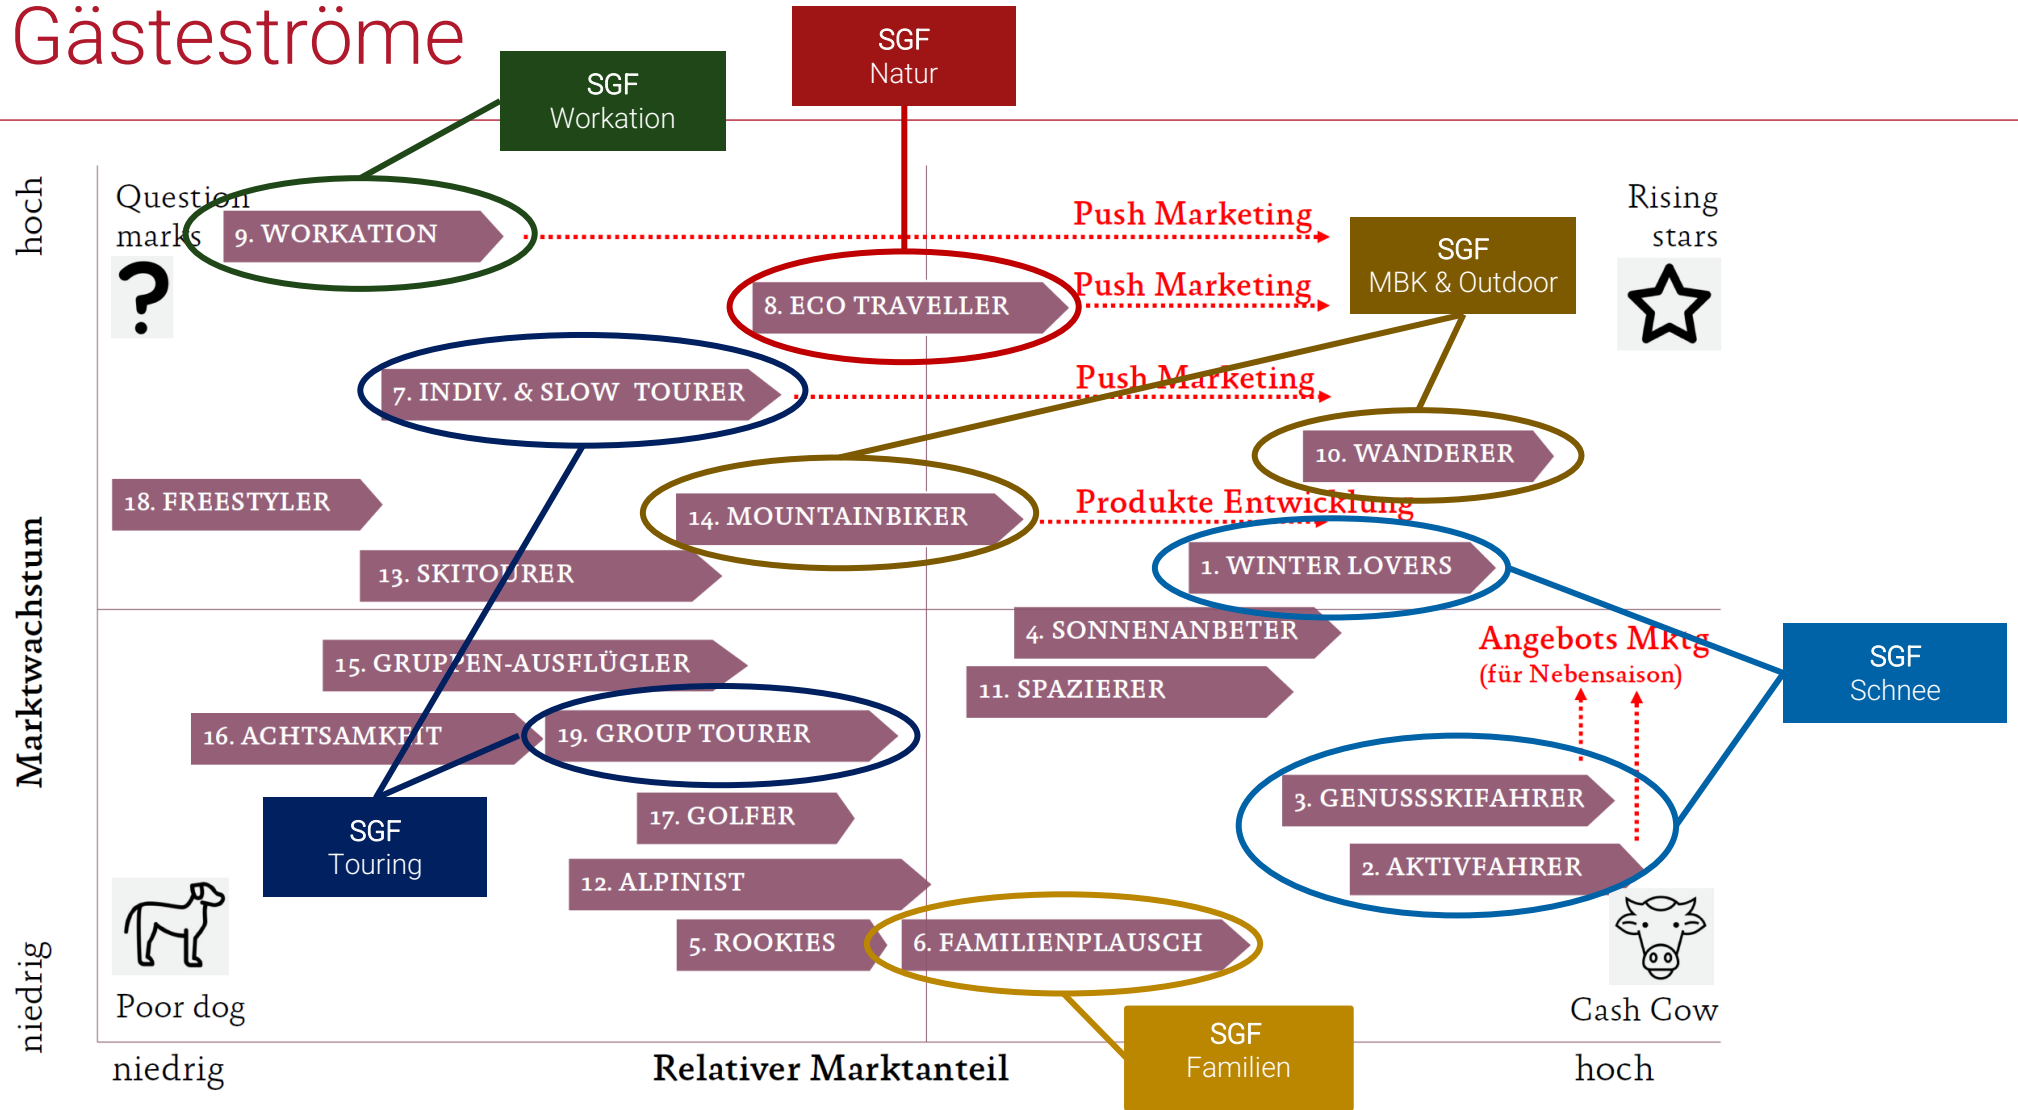 Gästeströme
SGF
Natur
SGF
Workation
hoch
Question
marks
9. WORKATION
Push Marketing
Rising
stars
SGF
MBK & Outdoor
8. ECO TRAVELLER
Push Marketing
7. INDIV. & SLOW TOURER
Push Marketing
10. WANDERER
18. FREESTYLER
14. MOUNTAINBIKER
Produkte Entwicklung
13. SKITOURER
1. WINTER LOVERS
Marktwachstum
4. SONNENANBETER
15. GRUPPEN-AUSFLÜGLER
Angebots Mktg
(für Nebensaison)
SGF
Schnee
11. SPAZIERER
16. ACHTSAMKEIT
19. GROUP TOURER
3. GENUSSSKIFAHRER
17. GOLFER
SGF
Touring
2. AKTIVFAHRER
12. ALPINIST
5. ROOKIES
6. FAMILIENPLAUSCH
niedrig
Poor dog
Cash Cow
SGF
Familien
niedrig
Relativer Marktanteil
hoch